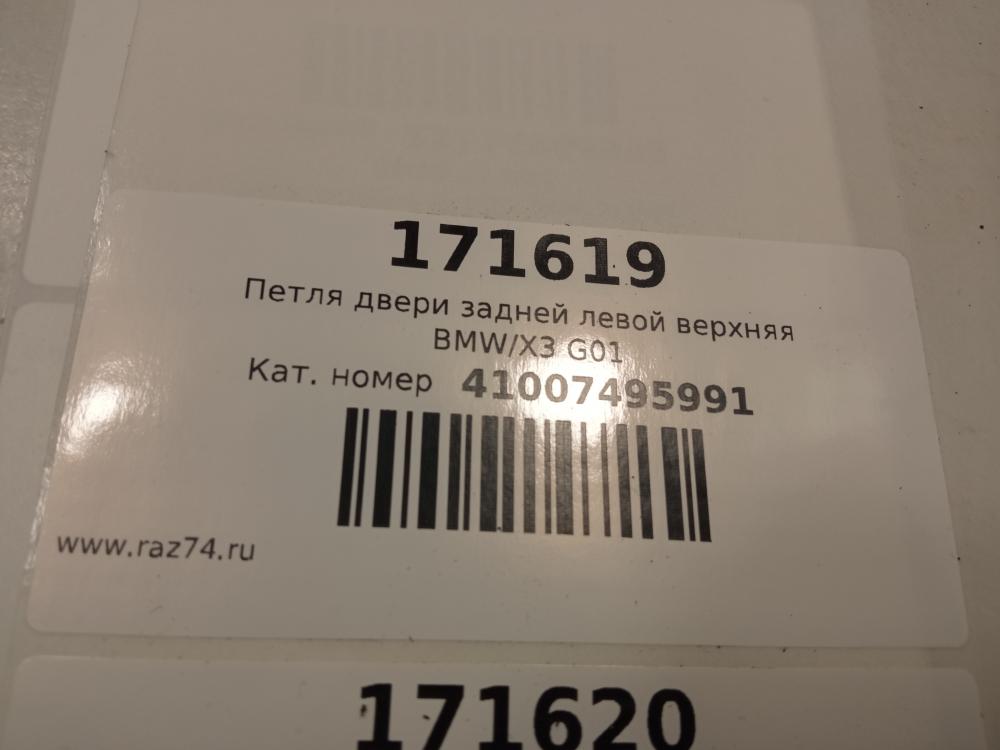 171619
Петля двери задней левой верхняя
BMW/X3 G01
Кат. номер 41007495991
www.raz74.ru
171620